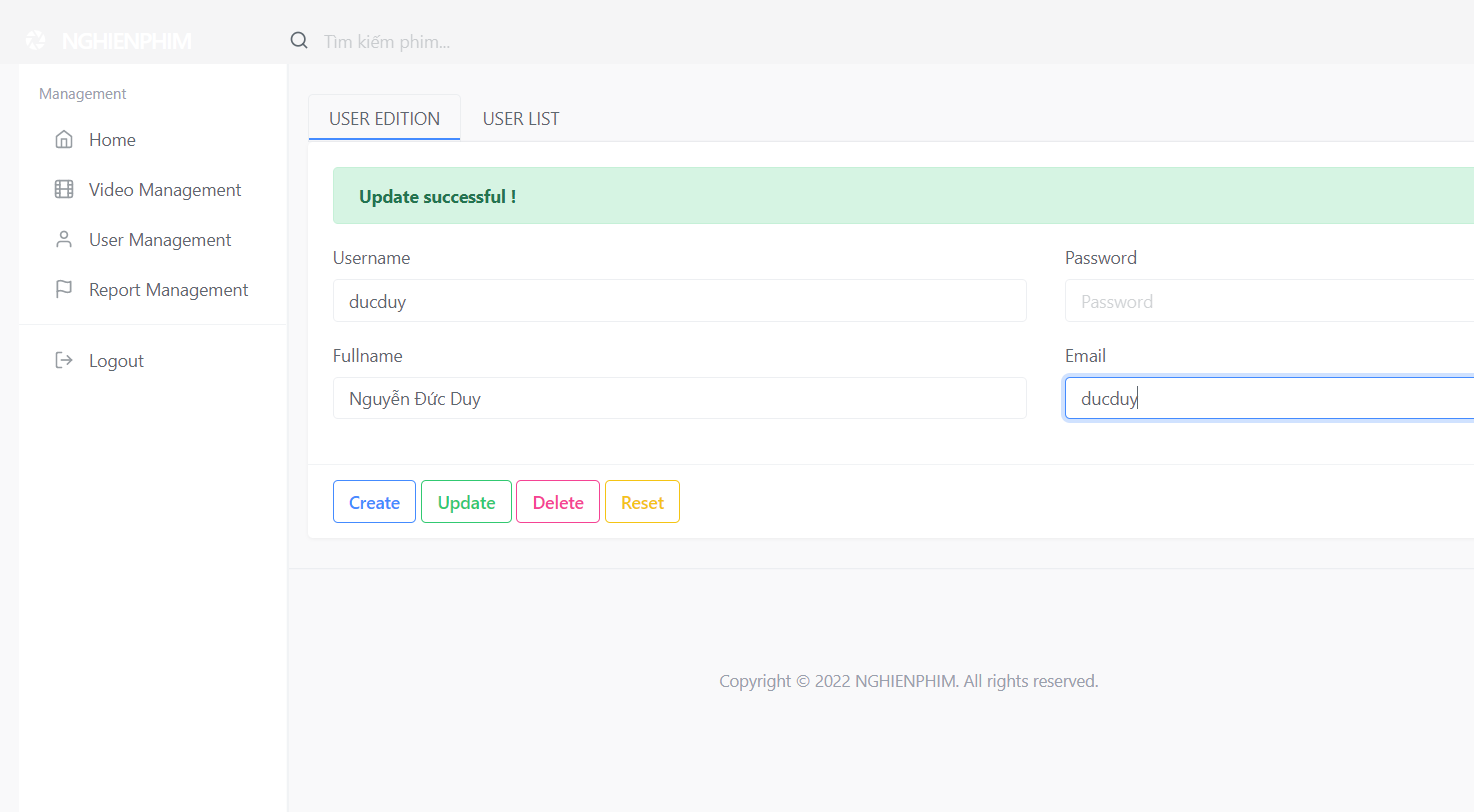 NGHIENPHIM
Tìm kiếm phim...
Management
Home
Video Management
User Management
Report Management
Logout
USER EDITION
USER LIST
Update successful !
Username
ducduy
Password
Password
Fullname
Nguyễn Đức Duy
Email
ducduy
Create
Update
Delete
Reset
Copyright © 2022 NGHIENPHIM. All rights reserved.